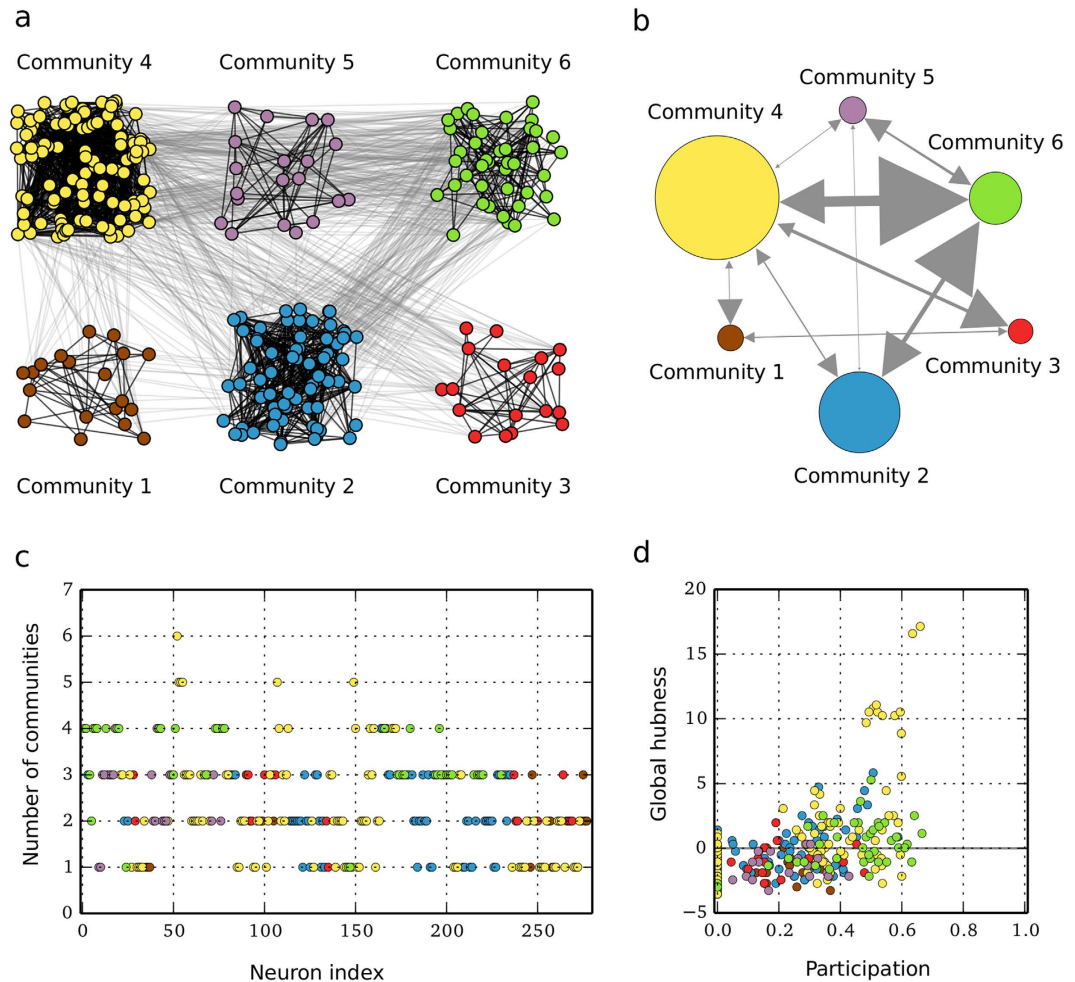 a
Community 4 Community 5 Community 6
Community 1 Community 2 Community 3
b
Community 5
Community 4
Community 6
Community 3
Community 1
Community 2
c
Number of communities
7
6
5
4
3
2
1
0
0 50 100 150 200 250
Neuron index
d
Global hubness
20
15
10
5
0
−5
0.0 0.2 0.4 0.6 0.8 1.0
Participation